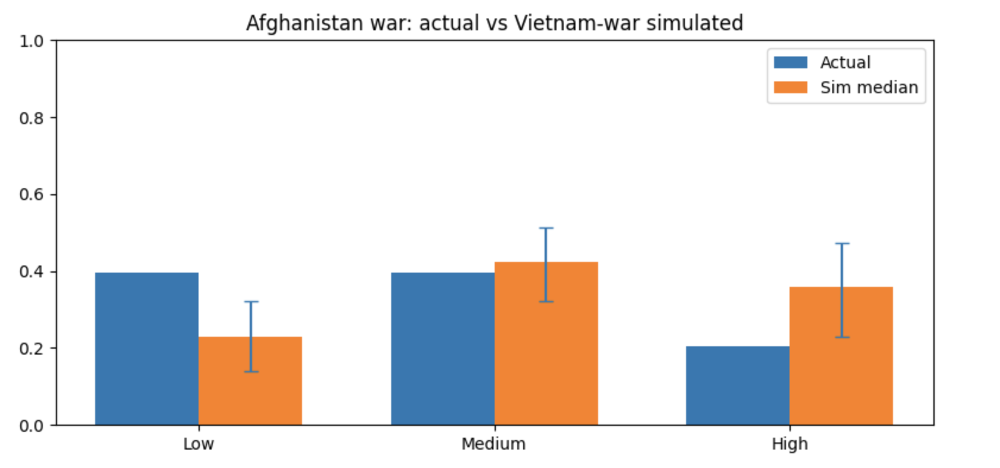 Afghanistan war: actual vs Vietnam-war simulated
1.0
0.8
0.6
0.4
0.2
0.0
Actual
Sim median
Low
Medium
High